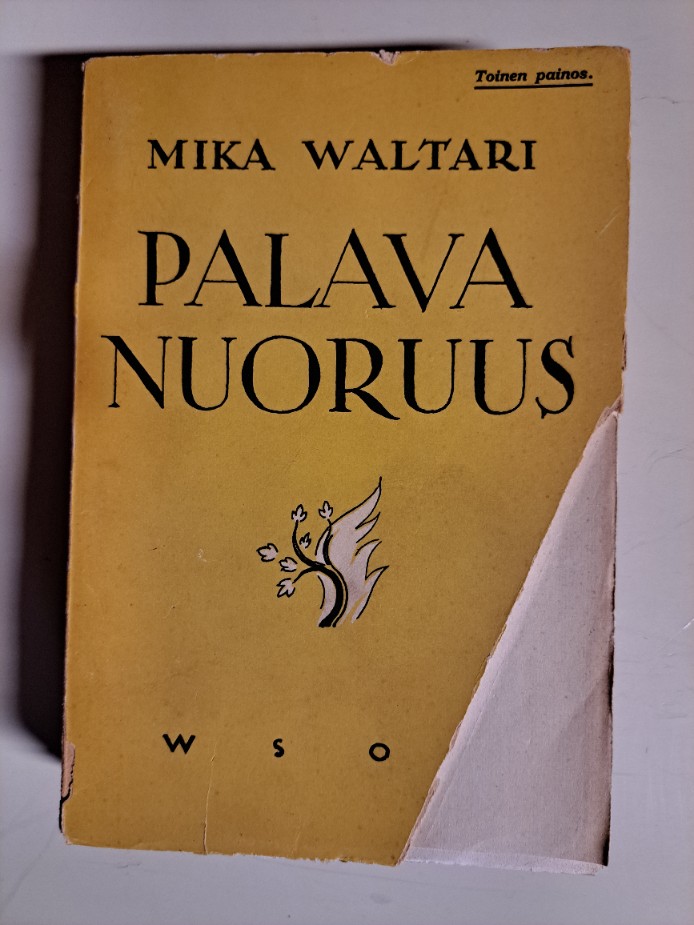 Toinen painos.
MIKA WALTARI
PALAVA
NUORUUS
W S O